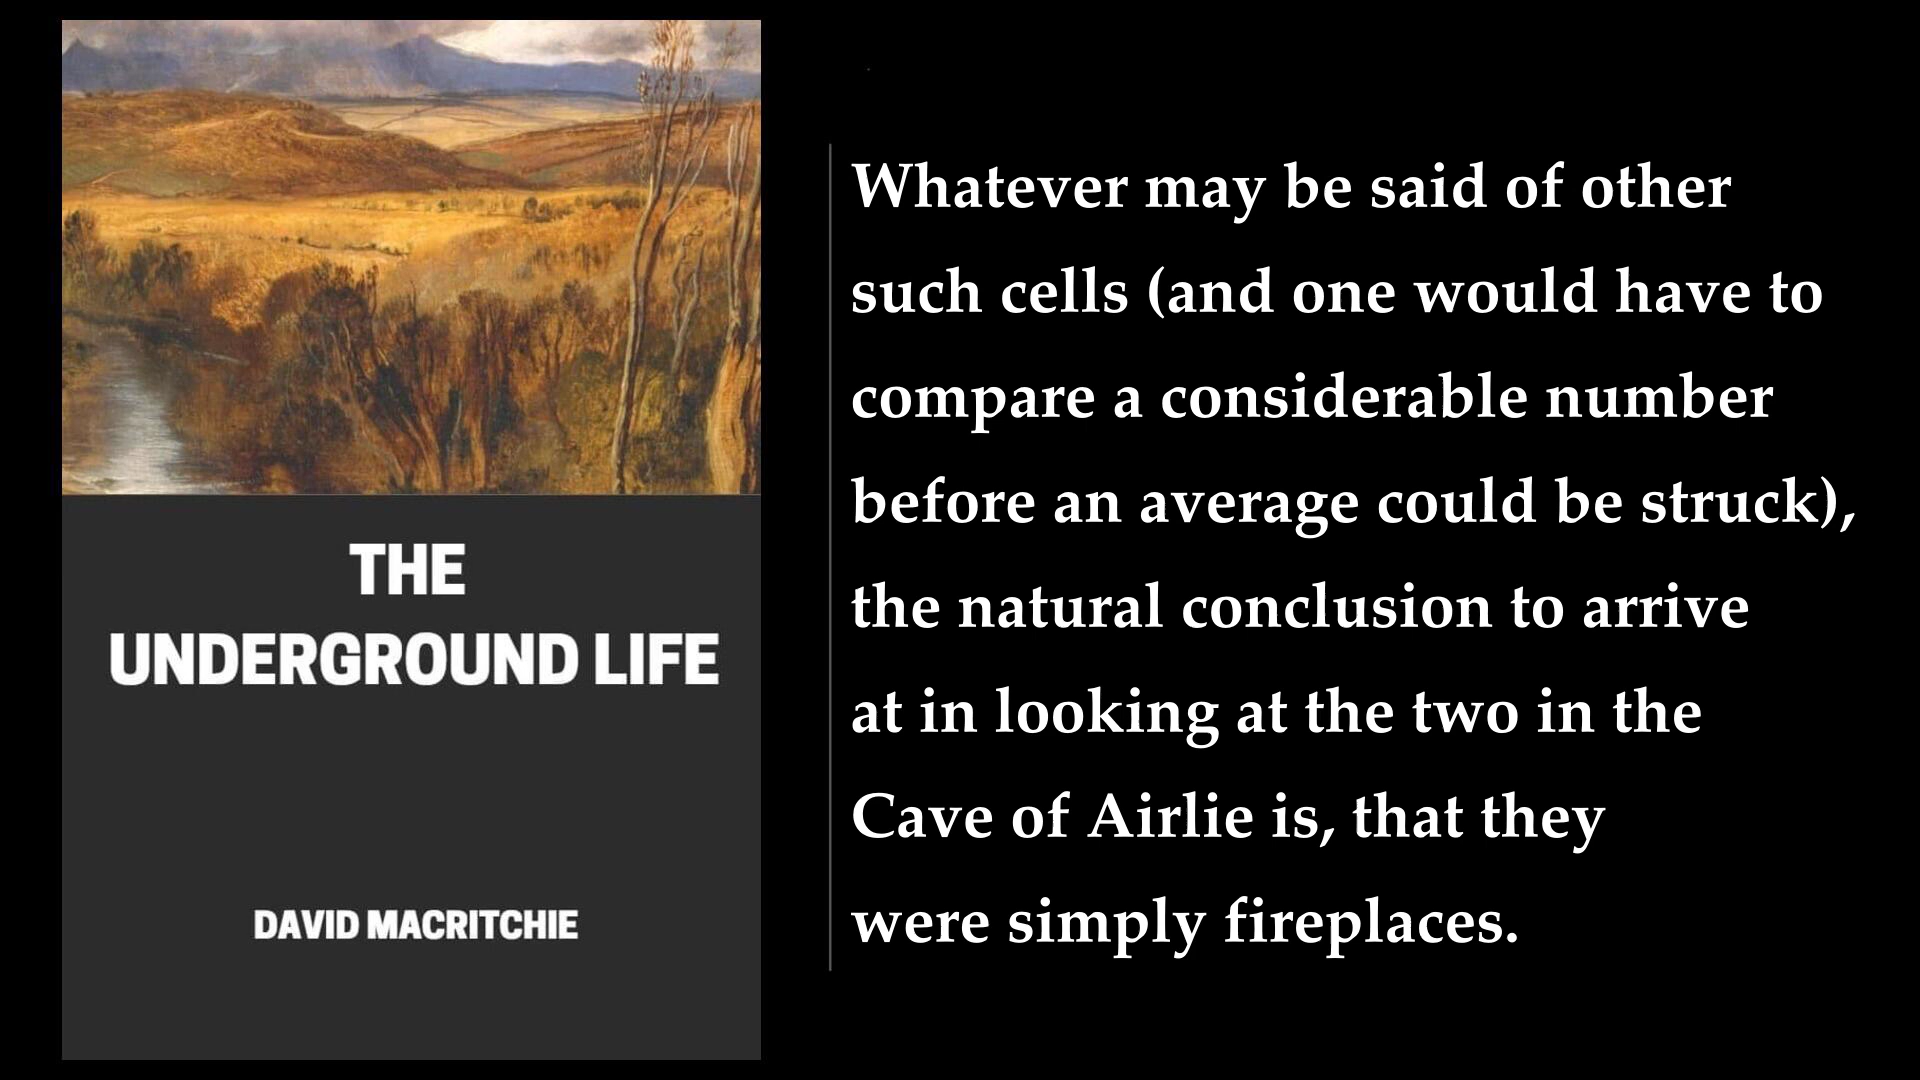 THE
UNDERGROUND LIFE
DAVID MACRITCHIE
Whatever may be said of other
such cells (and one would have to
compare a considerable number
before an average could be struck),
the natural conclusion to arrive
at in looking at the two in the
Cave of Airlie is, that they
were simply fireplaces.